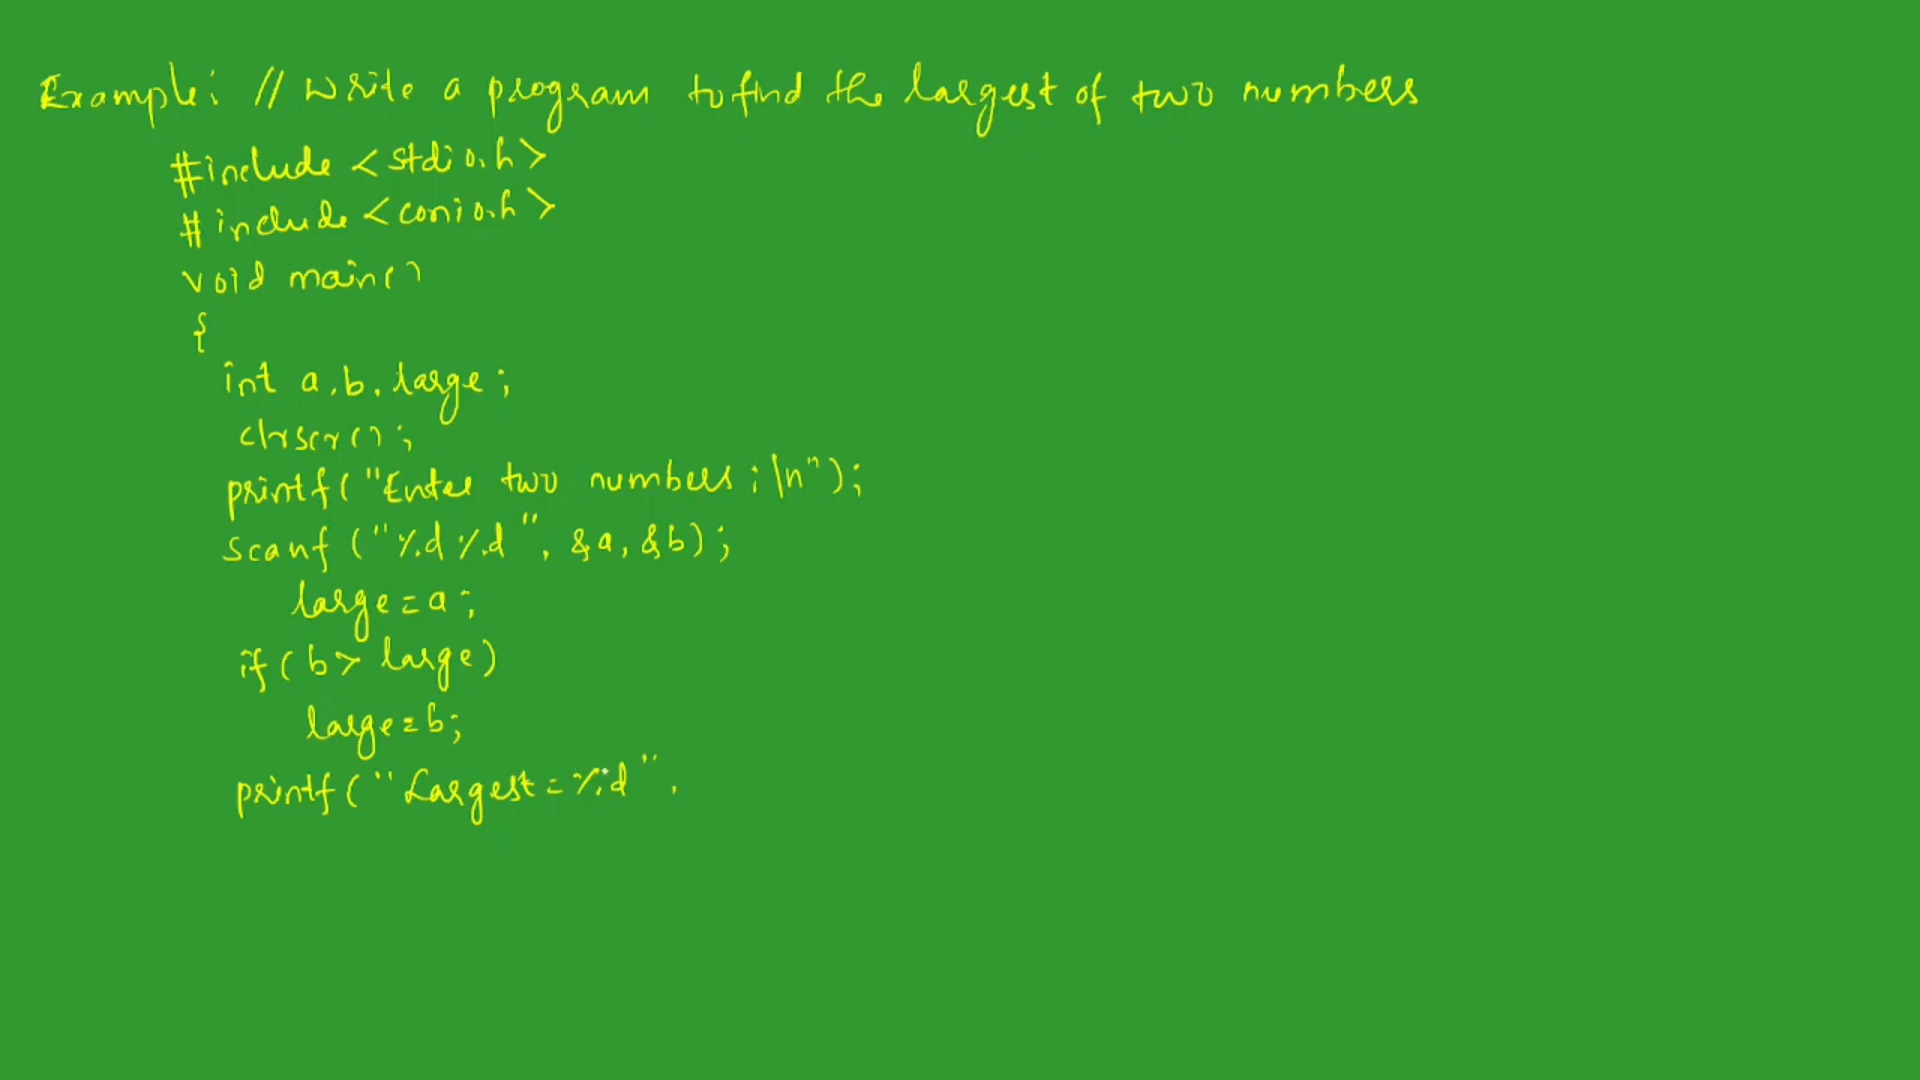 Example: // Write a program to find the largest of two numbers
#include <stdio.h>
#include <conio.h>
void main()
{
int a, b, large;
clrscr();
printf("Enter two numbers : \n");
scanf ("%d %d", &a, &b);
large = a;
if (b > large)
large = b;
printf ("Largest = %d",